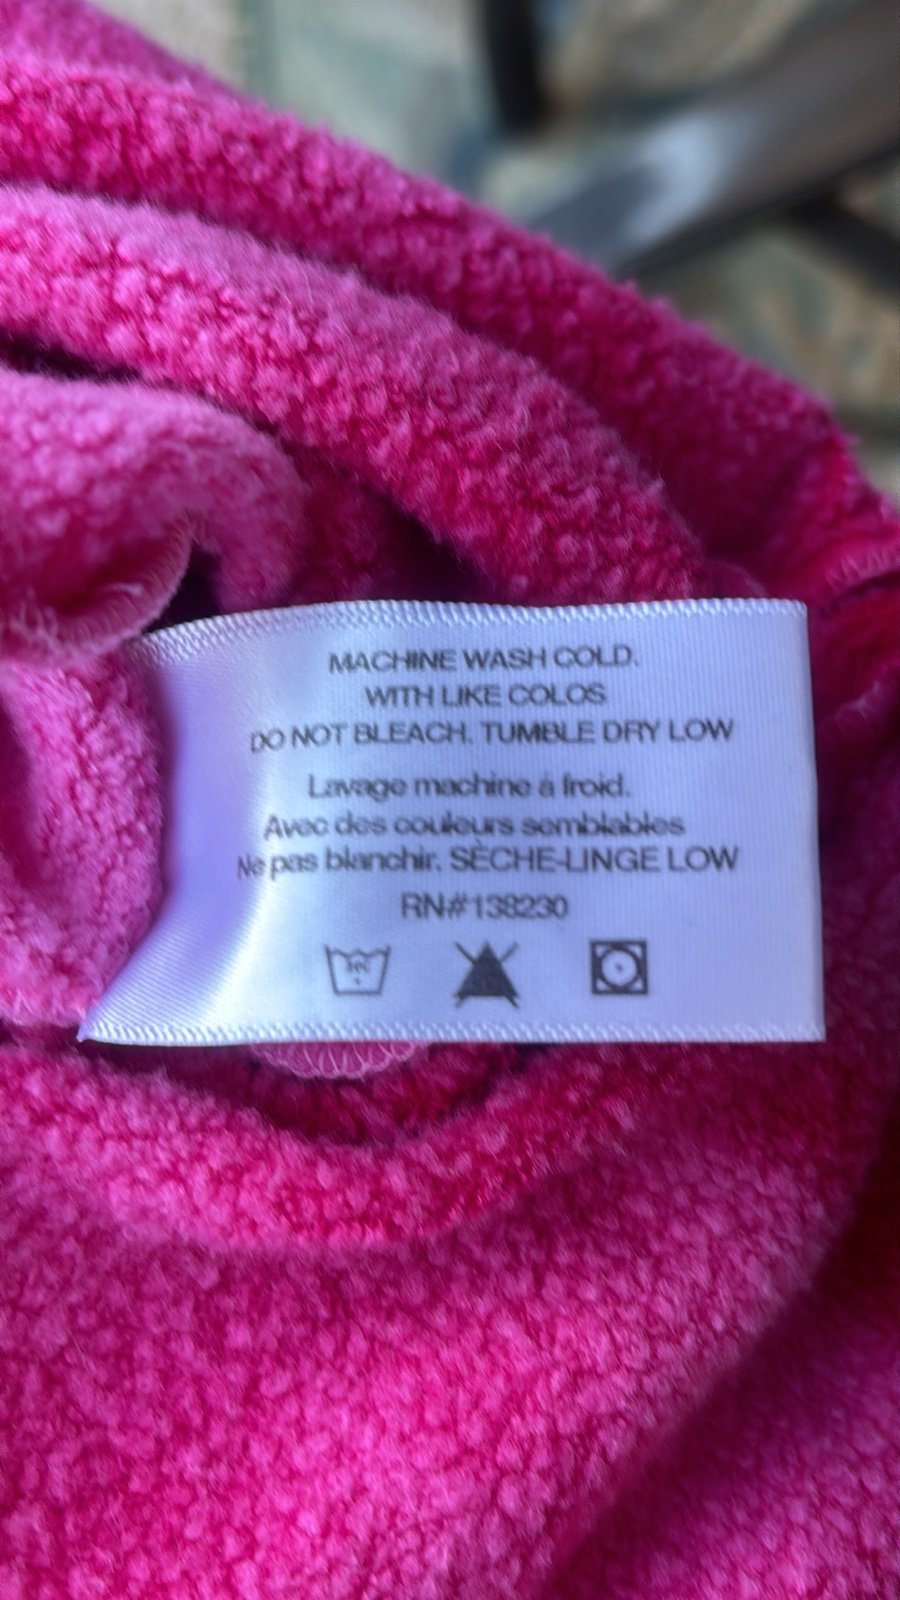 MACHINE WASH COLD.
WITH LIKE COLOS
DO NOT BLEACH. TUMBLE DRY LOW
Lavage machine à froid.
Avec des couleurs semblables
Ne pas blanchir. SÈCHE-LINGE LOW
RN#138230